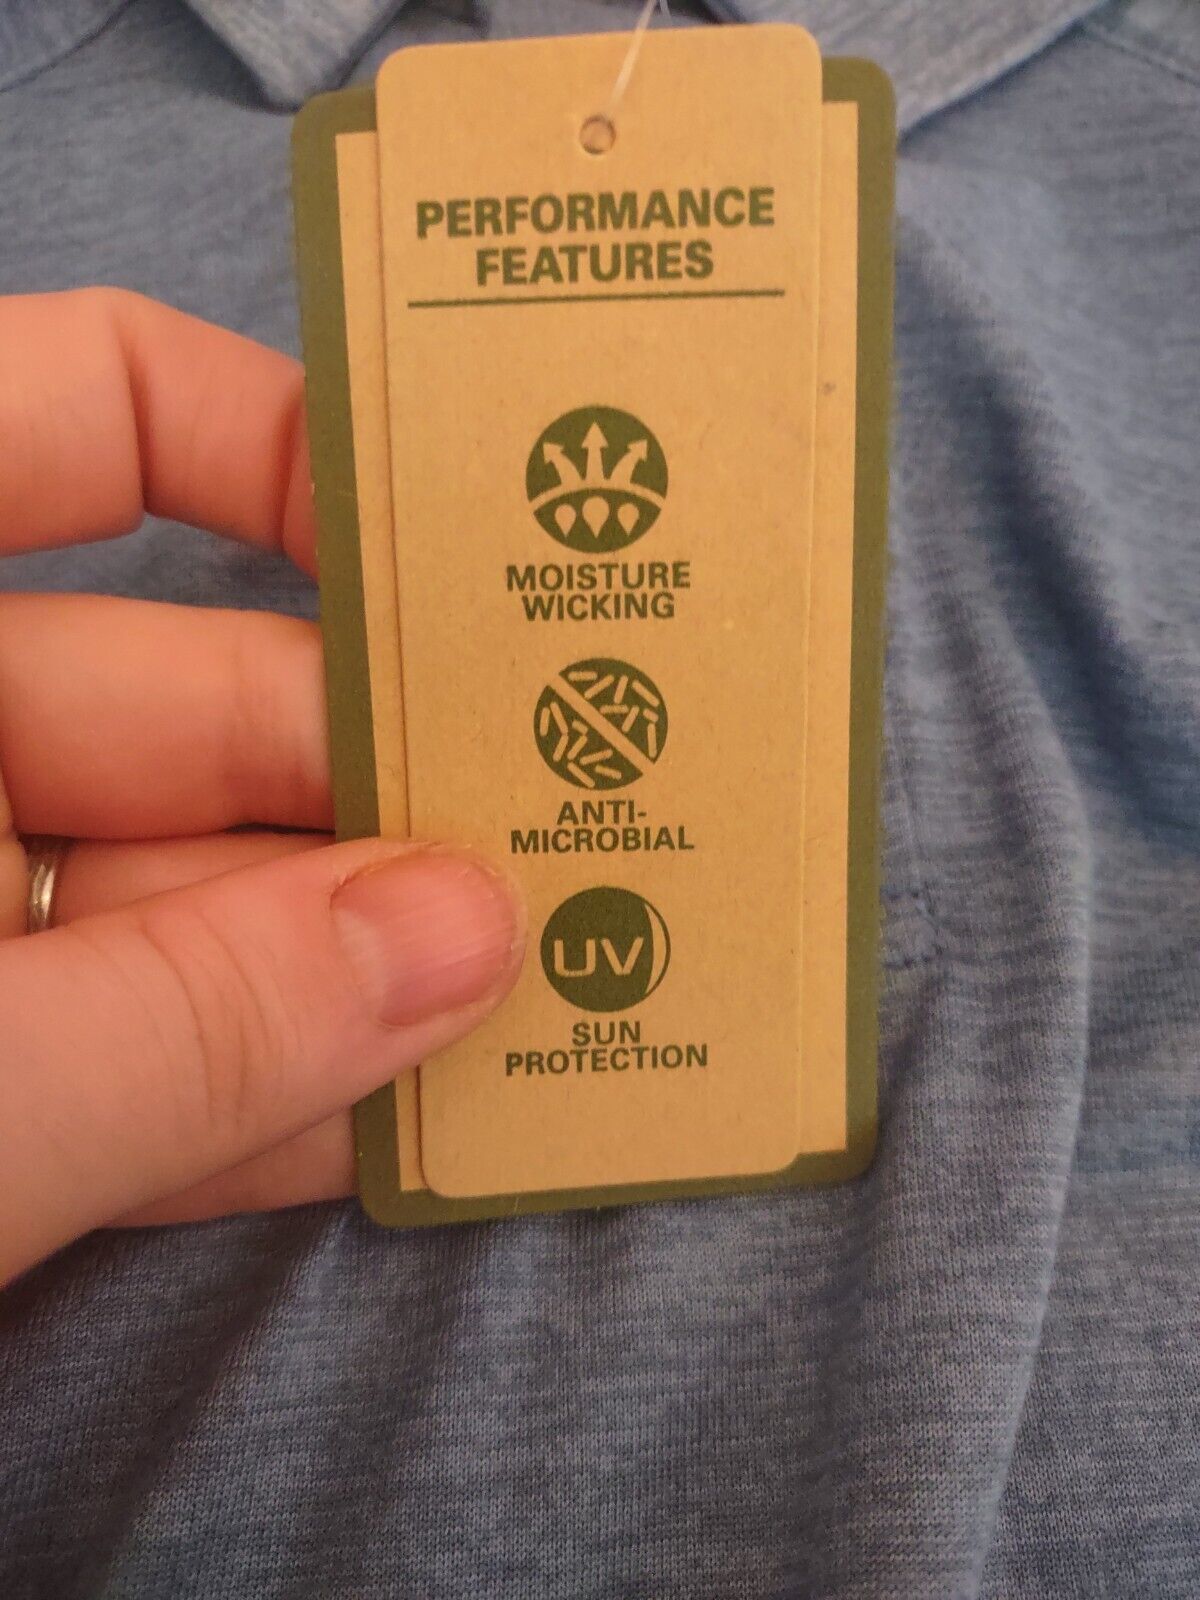 PERFORMANCE
FEATURES
MOISTURE
WICKING
ANTI-
MICROBIAL
UV
SUN
PROTECTION